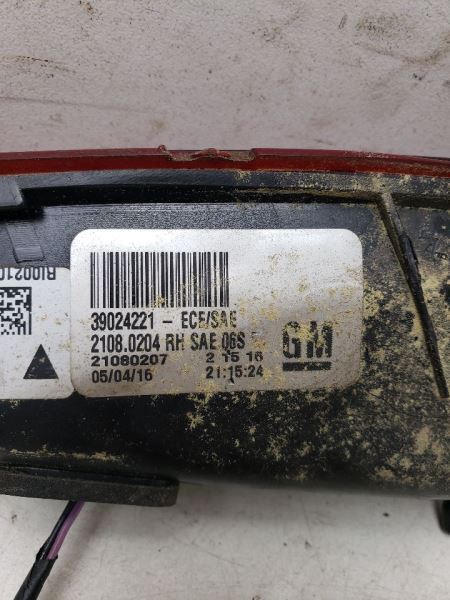 39024221 - ECE/SAE
2108.0204 RH SAE 06S
21080207 2 15 16
05/04/16 21:15:24
GM